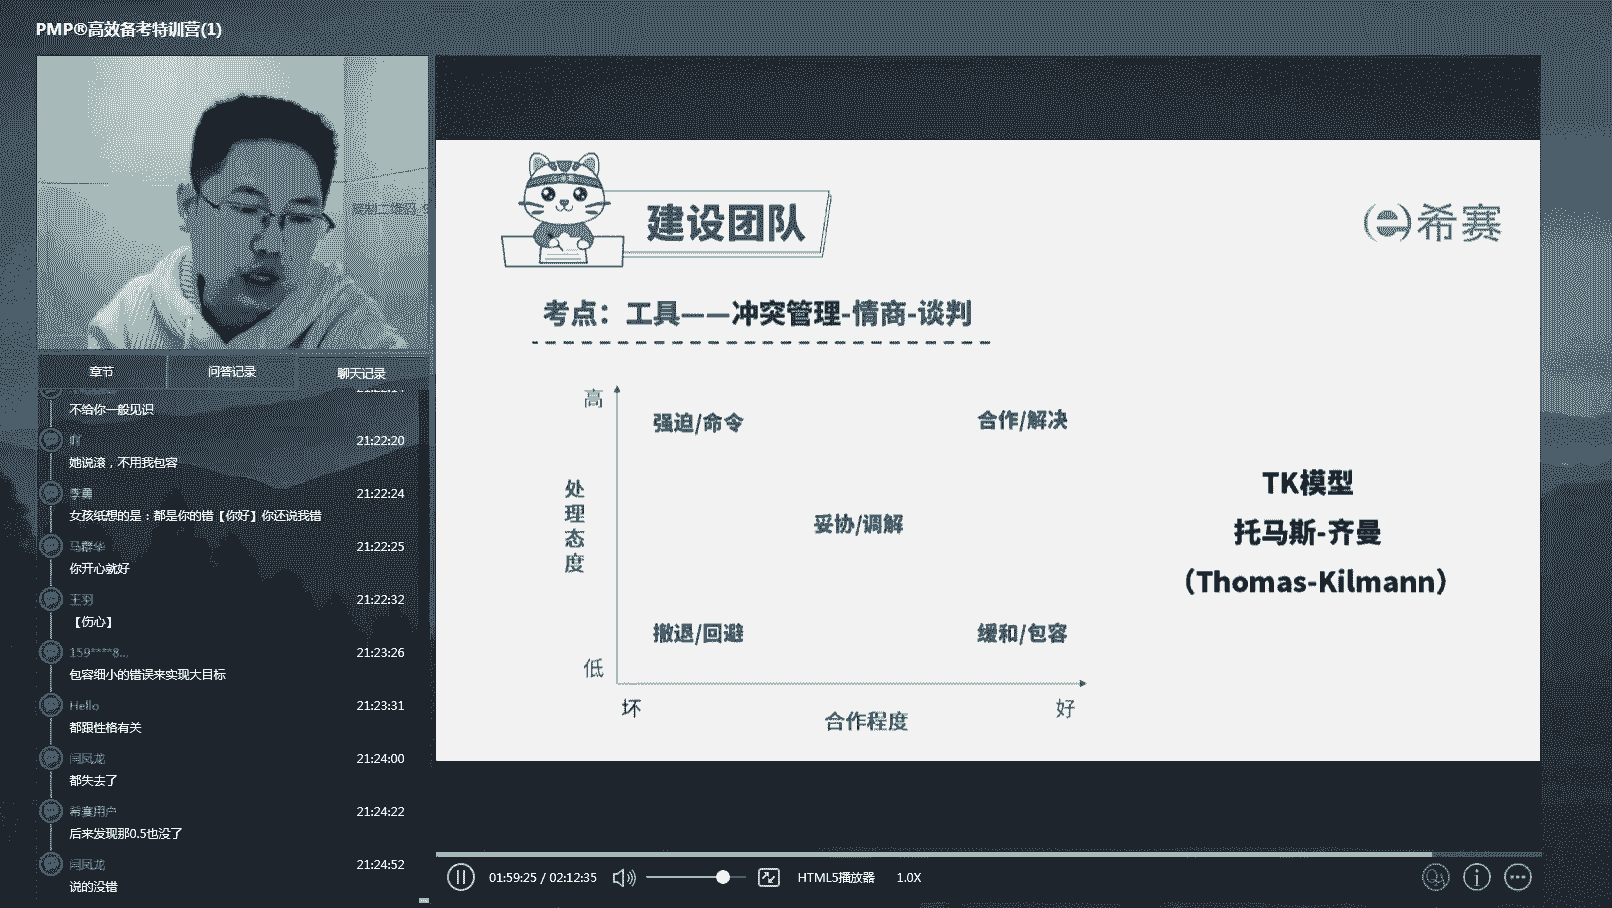 PMP®高效备考特训营(1)
章节
问答记录
聊天记录
不给你一般见识
21:22:20
她说滚，不用我包容
李勇
21:22:24
女孩纸想的是：都是你的错【你好】你还说我错
马群华
21:22:25
你开心就好
王羽
21:22:32
【伤心】
159****8...
21:23:26
包容细小的错误来实现大目标
Hello
21:23:31
都跟性格有关
闫凤龙
21:24:00
都失去了
希赛用户
21:24:22
后来发现那0.5也没了
闫凤龙
21:24:52
说的没错
建设团队
希赛
考点：工具——冲突管理-情商-谈判
高
强迫/命令
合作/解决
处理态度
妥协/调解
撤退/回避
缓和/包容
低
坏
合作程度
好
TK模型
托马斯-齐曼
（Thomas-Kilmann）
01:59:25 / 02:12:35
HTML5播放器
1.0X